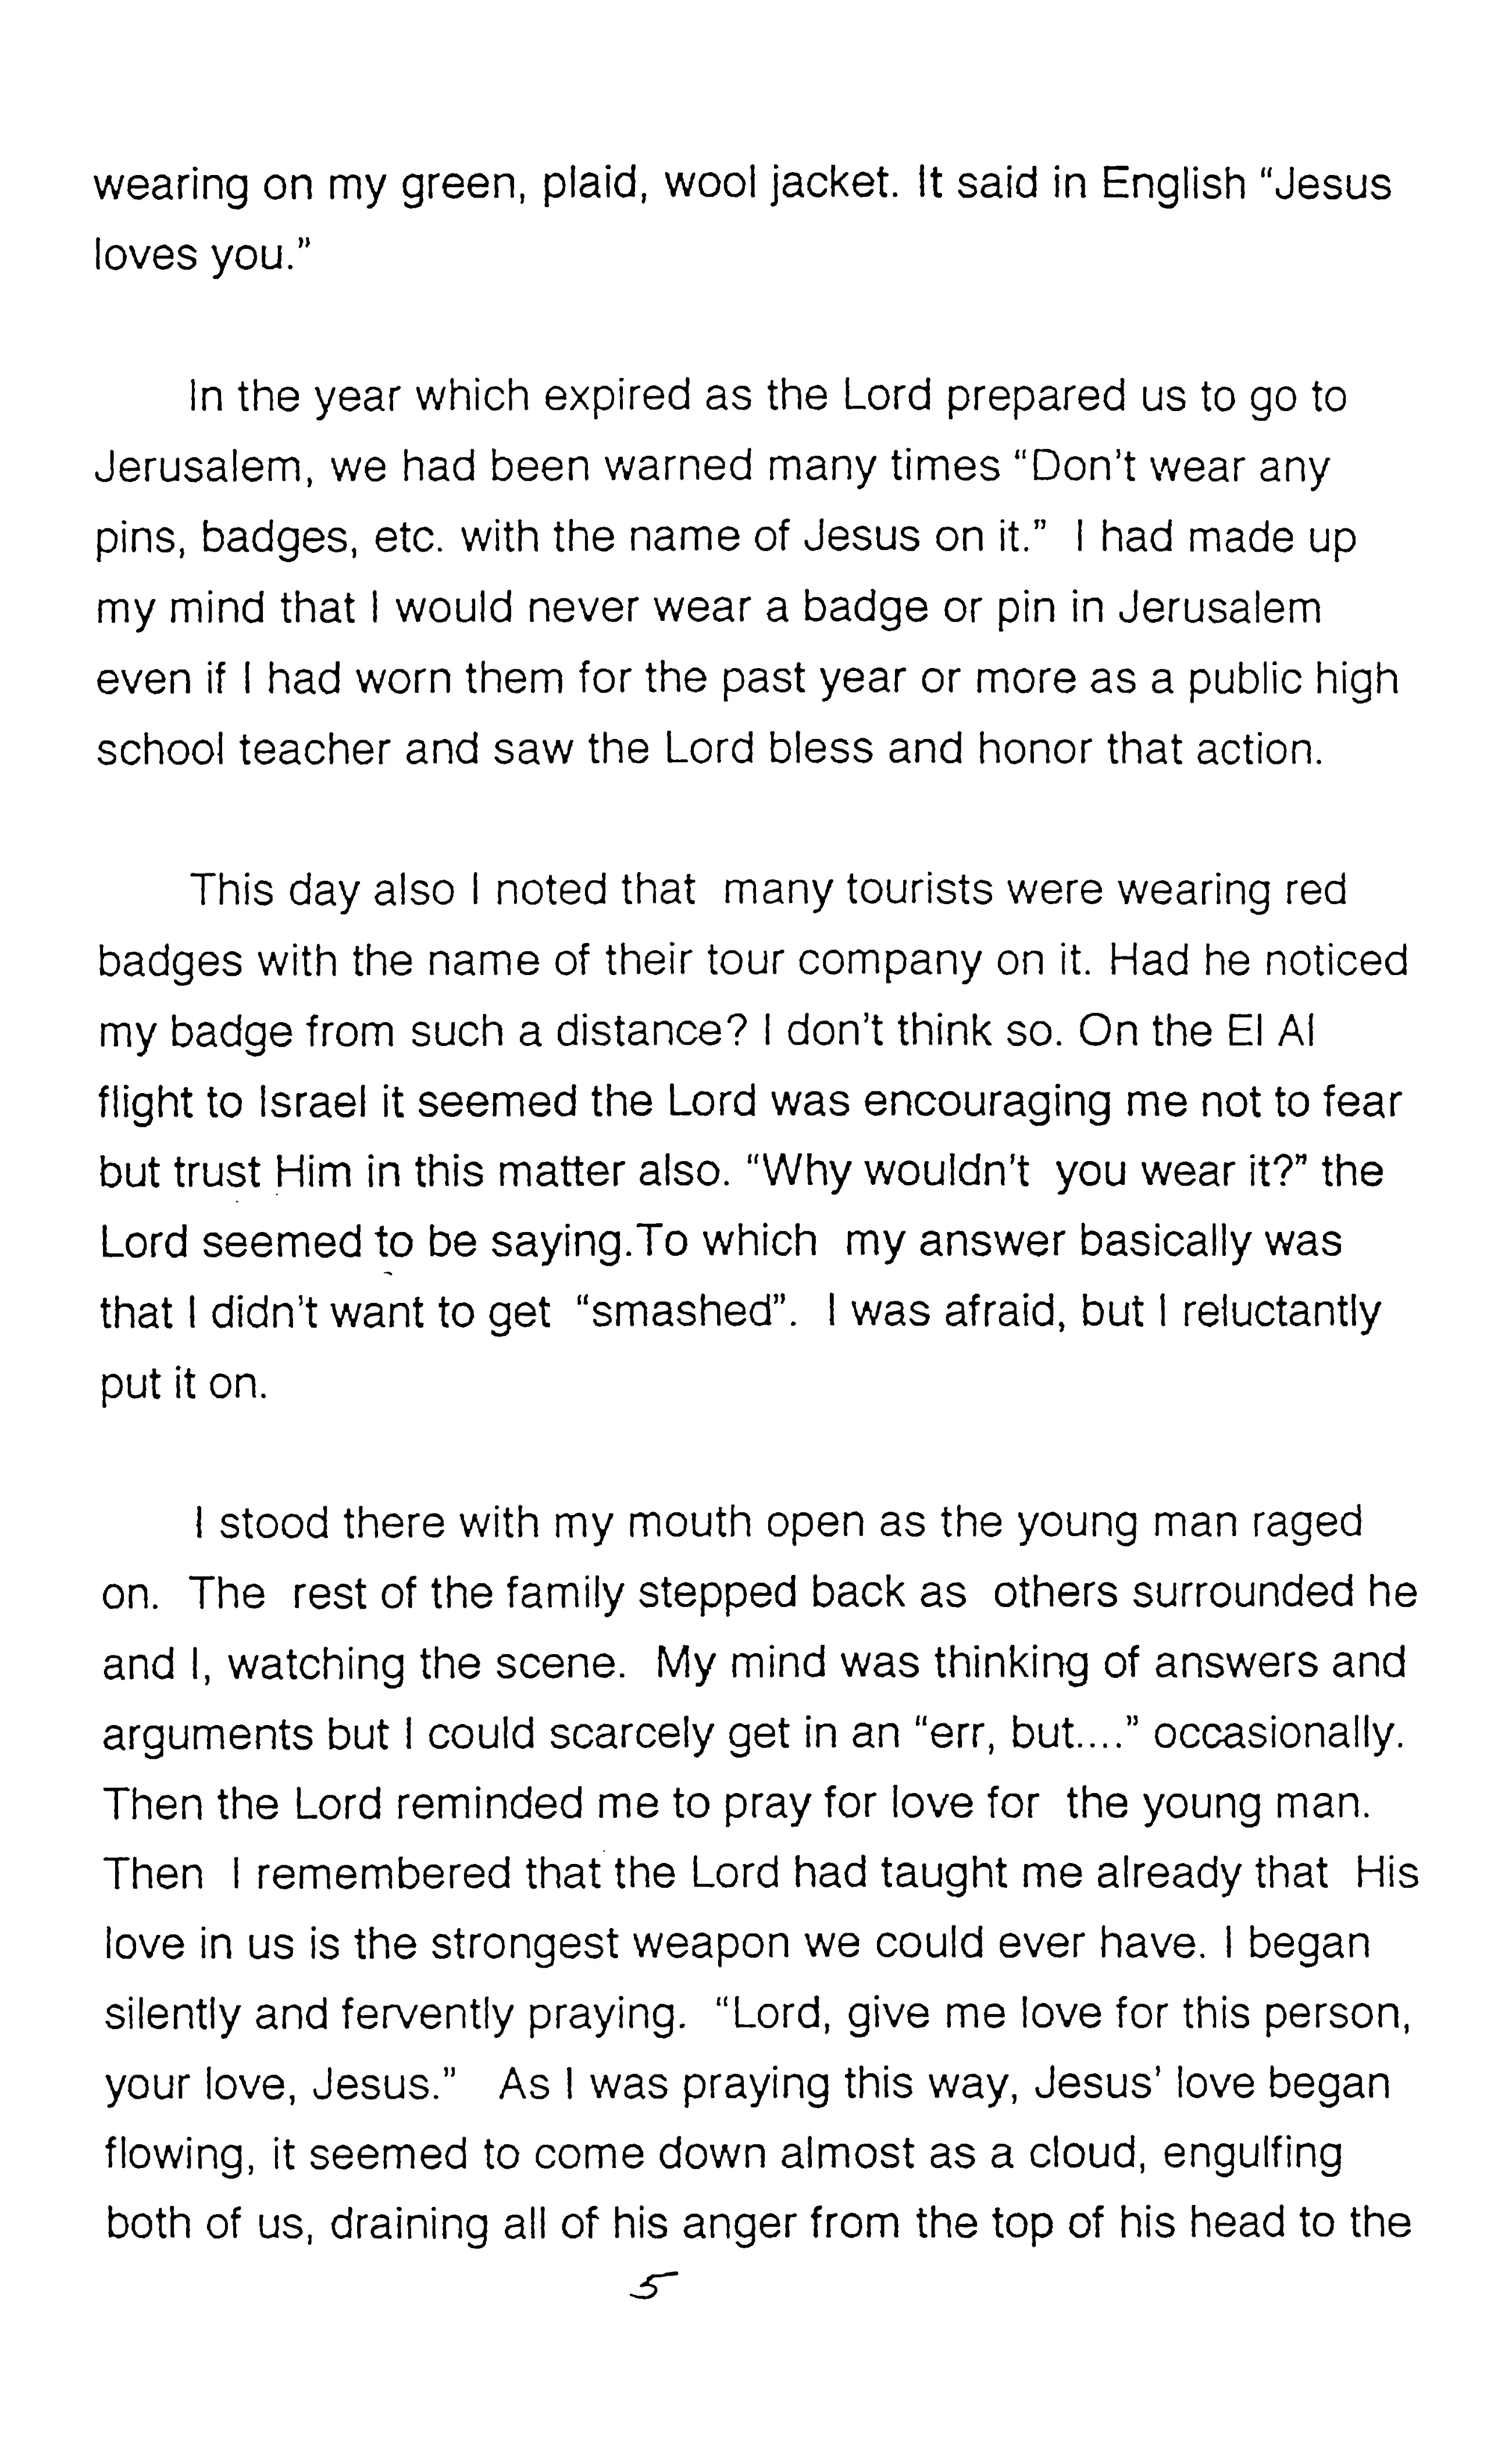 wearing on my green, plaid, wool jacket. It said in English "Jesus
loves you."
In the year which expired as the Lord prepared us to go to
Jerusalem, we had been warned many times "Don't wear any
pins, badges, etc. with the name of Jesus on it." I had made up
my mind that I would never wear a badge or pin in Jerusalem
even if I had worn them for the past year or more as a public high
school teacher and saw the Lord bless and honor that action.
This day also I noted that many tourists were wearing red
badges with the name of their tour company on it. Had he noticed
my badge from such a distance? I don't think so. On the El Al
flight to Israel it seemed the Lord was encouraging me not to fear
but trust Him in this matter also. "Why wouldn't you wear it?" the
Lord seemed to be saying.To which my answer basically was
that I didn't want to get "smashed". I was afraid, but I reluctantly
put it on.
I stood there with my mouth open as the young man raged
on. The rest of the family stepped back as others surrounded he
and I, watching the scene. My mind was thinking of answers and
arguments but I could scarcely get in an "err, but...." occasionally.
Then the Lord reminded me to pray for love for the young man.
Then I remembered that the Lord had taught me already that His
love in us is the strongest weapon we could ever have. I began
silently and fervently praying. "Lord, give me love for this person,
your love, Jesus." As I was praying this way, Jesus' love began
flowing, it seemed to come down almost as a cloud, engulfing
both of us, draining all of his anger from the top of his head to the
5